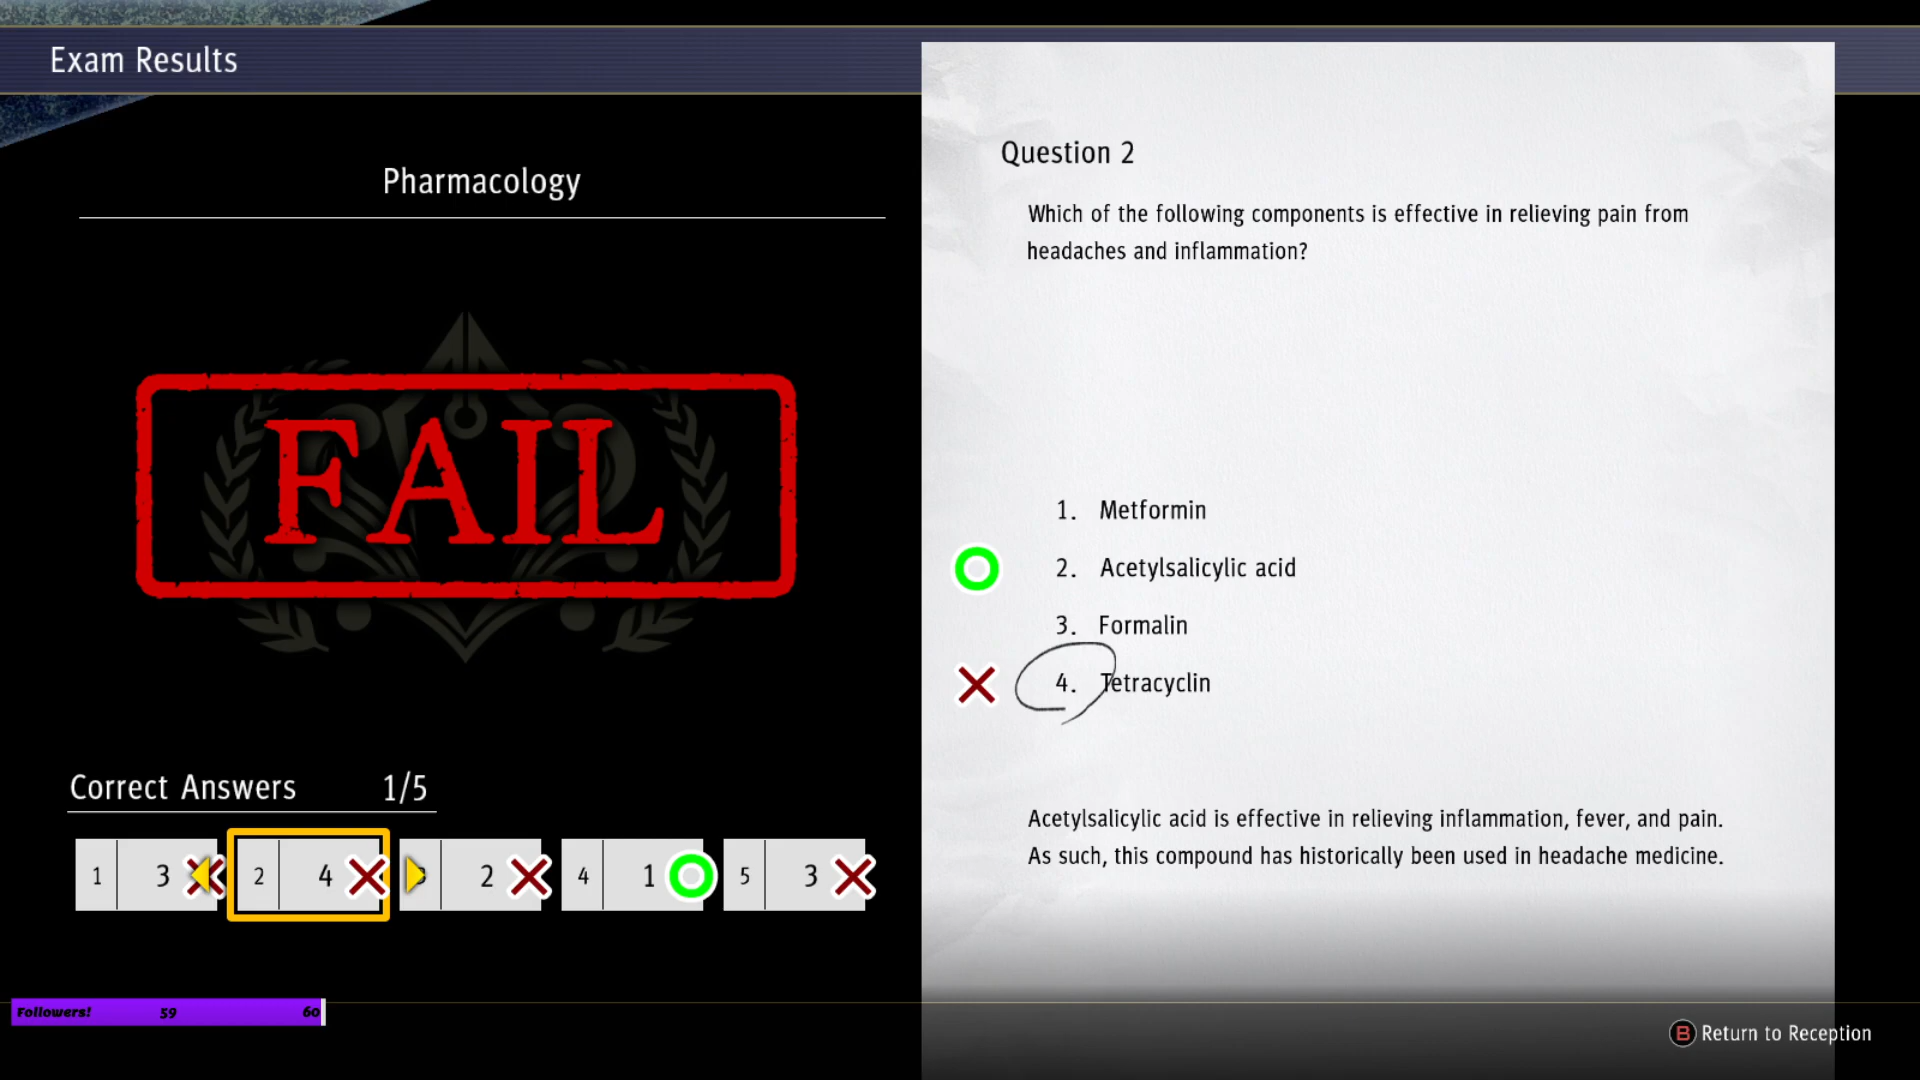 Exam Results
Pharmacology
FAIL
Correct Answers 1/5
1 3 2 4 2 4 1 5 3
Followers! 59 60
Question 2
Which of the following components is effective in relieving pain from
headaches and inflammation?
1. Metformin
2. Acetylsalicylic acid
3. Formalin
4. Tetracyclin
Acetylsalicylic acid is effective in relieving inflammation, fever, and pain.
As such, this compound has historically been used in headache medicine.
B Return to Reception